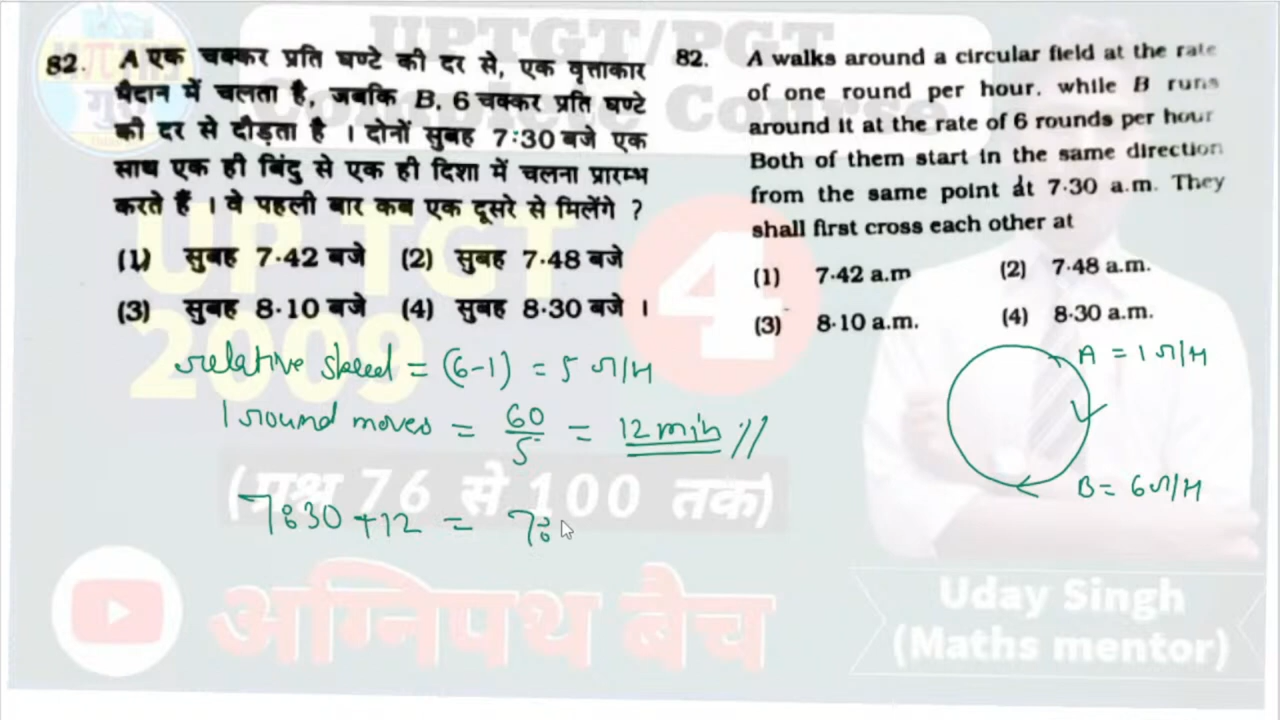 82. A एक चक्कर प्रति घण्टे की दर से, एक वृत्ताकार
मैदान में चलता है, जबकि B, 6 चक्कर प्रति घण्टे
की दर से दौड़ता है । दोनों सुबह 7:30 बजे एक
साथ एक ही बिंदु से एक ही दिशा में चलना प्रारम्भ
करते हैं । वे पहली बार कब एक दूसरे से मिलेंगे ?
(1) सुबह 7·42 बजे (2) सुबह 7·48 बजे
(3) सुबह 8·10 बजे (4) सुबह 8·30 बजे ।
82. A walks around a circular field at the rate
of one round per hour, while B runs
around it at the rate of 6 rounds per hour
Both of them start in the same direction
from the same point at 7·30 a.m. They
shall first cross each other at
(1) 7·42 a.m (2) 7·48 a.m.
(3) 8·10 a.m. (4) 8·30 a.m.
relative speed = (6-1) = 5 r/H
1 round moves = 60/5 = 12 min //
7:30 + 12 = 7:
A = 1 r/H
B = 6 r/H
UPTGT/PGT
Complete Course
UP TGT
2009
4
(प्रश्न 76 से 100 तक)
अग्निपथ बैच
Uday Singh
(Maths mentor)